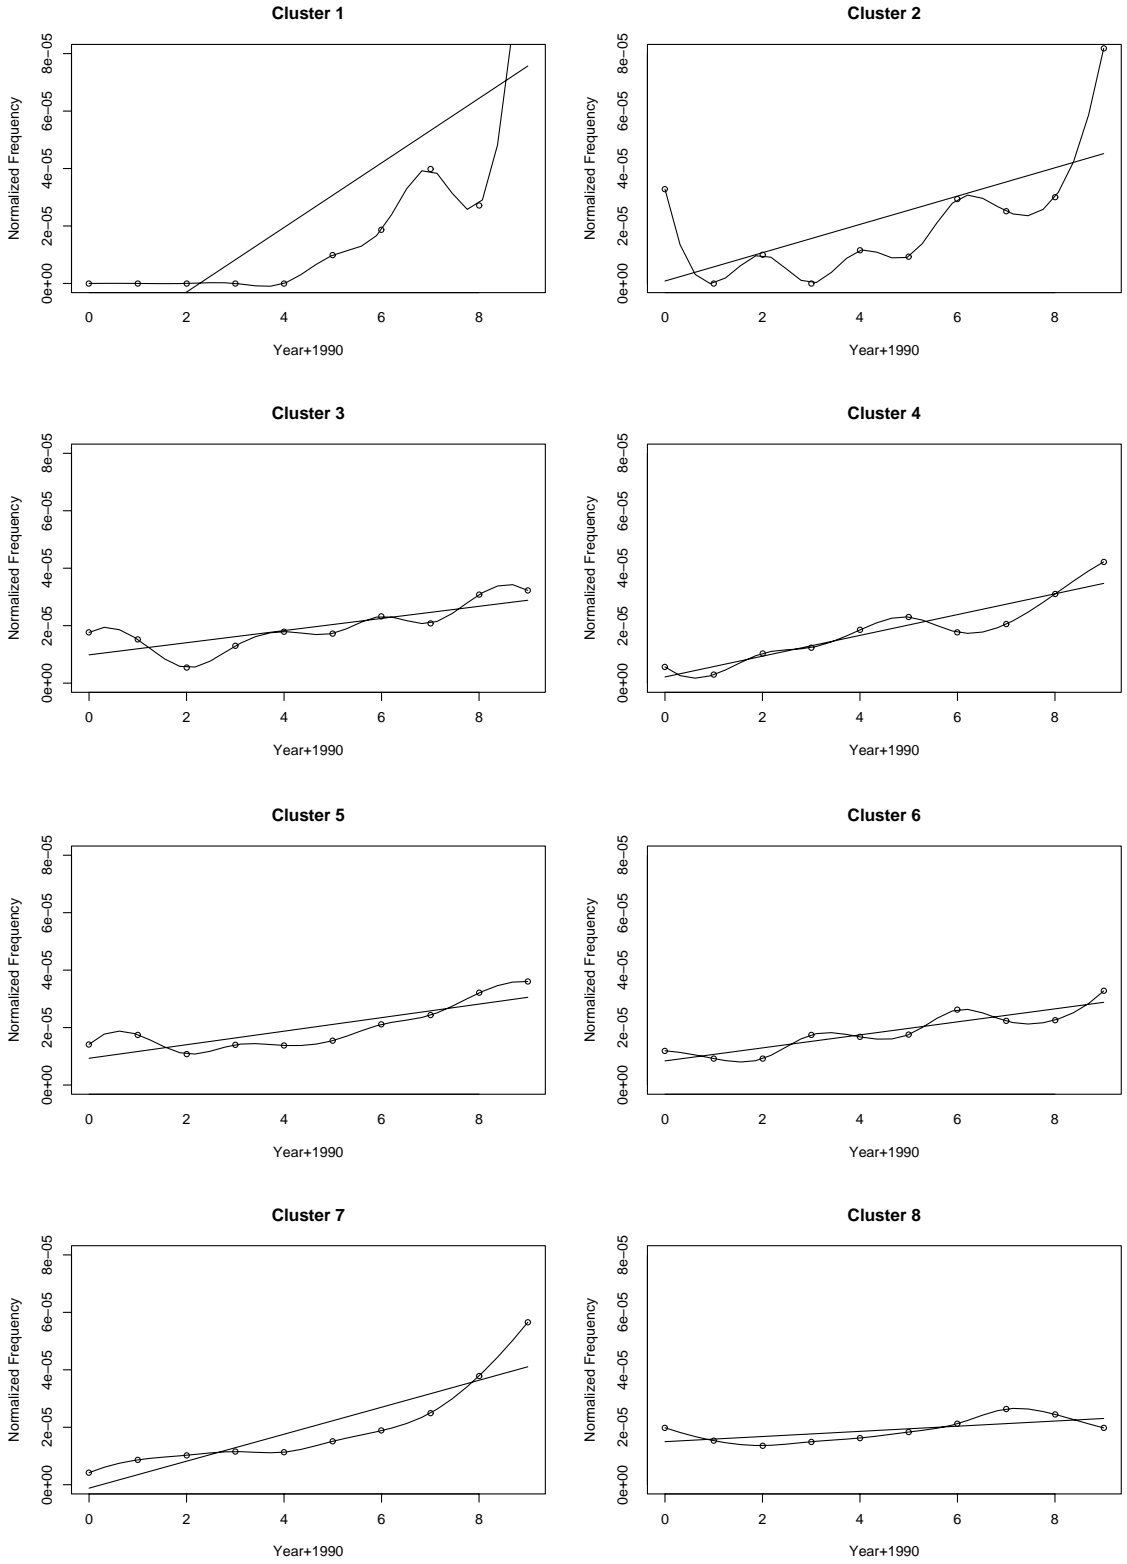 Cluster 1
Normalized Frequency
0e+00 2e−05 4e−05 6e−05 8e−05
0 2 4 6 8
Year+1990
Cluster 2
Normalized Frequency
0e+00 2e−05 4e−05 6e−05 8e−05
0 2 4 6 8
Year+1990
Cluster 3
Normalized Frequency
0e+00 2e−05 4e−05 6e−05 8e−05
0 2 4 6 8
Year+1990
Cluster 4
Normalized Frequency
0e+00 2e−05 4e−05 6e−05 8e−05
0 2 4 6 8
Year+1990
Cluster 5
Normalized Frequency
0e+00 2e−05 4e−05 6e−05 8e−05
0 2 4 6 8
Year+1990
Cluster 6
Normalized Frequency
0e+00 2e−05 4e−05 6e−05 8e−05
0 2 4 6 8
Year+1990
Cluster 7
Normalized Frequency
0e+00 2e−05 4e−05 6e−05 8e−05
0 2 4 6 8
Year+1990
Cluster 8
Normalized Frequency
0e+00 2e−05 4e−05 6e−05 8e−05
0 2 4 6 8
Year+1990